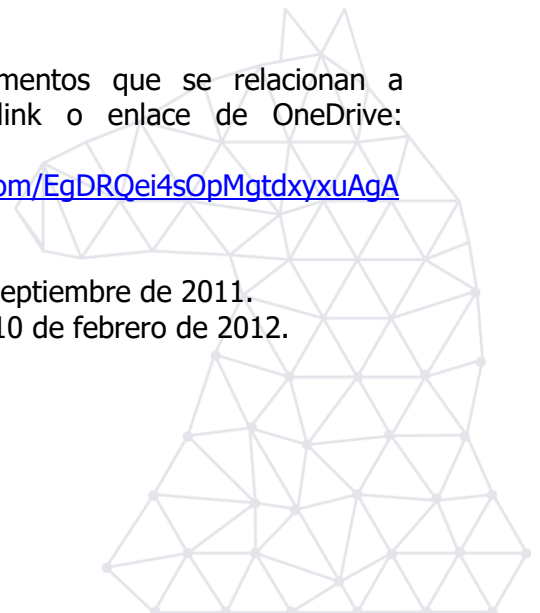 mentos que se relacionan a
link o enlace de OneDrive:
om/EgDRQei4sOpMgtdxyxuAgA
eptiembre de 2011.
10 de febrero de 2012.